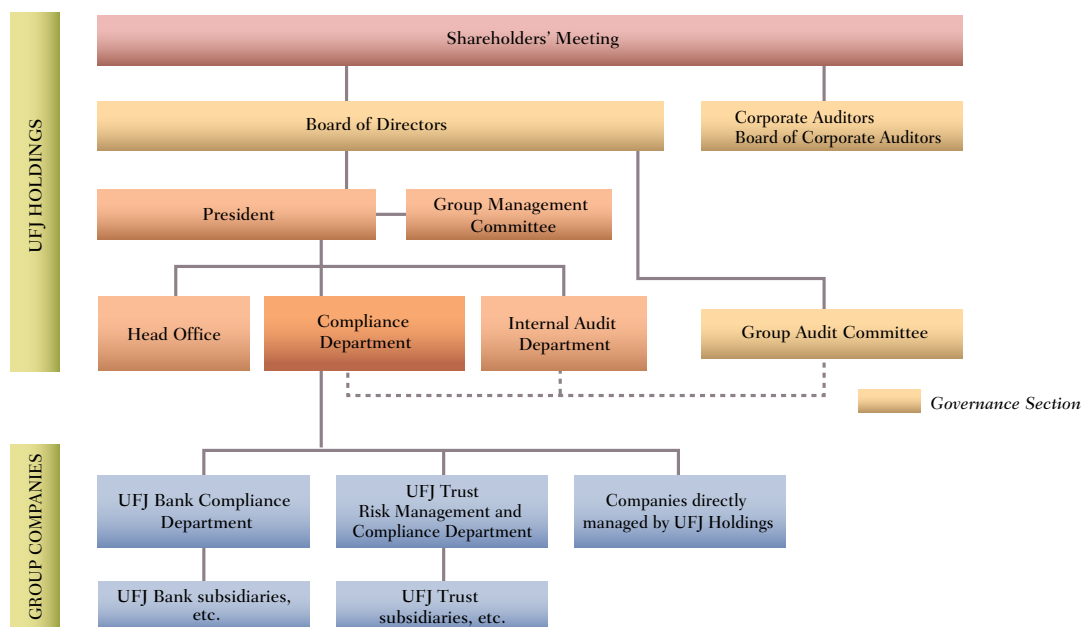 UFJ HOLDINGS
Shareholders’ Meeting
Board of Directors
Corporate Auditors
Board of Corporate Auditors
President
Group Management
Committee
Head Office
Compliance
Department
Internal Audit
Department
Group Audit Committee
Governance Section
GROUP COMPANIES
UFJ Bank Compliance
Department
UFJ Trust
Risk Management and
Compliance Department
Companies directly
managed by UFJ Holdings
UFJ Bank subsidiaries,
etc.
UFJ Trust
subsidiaries, etc.